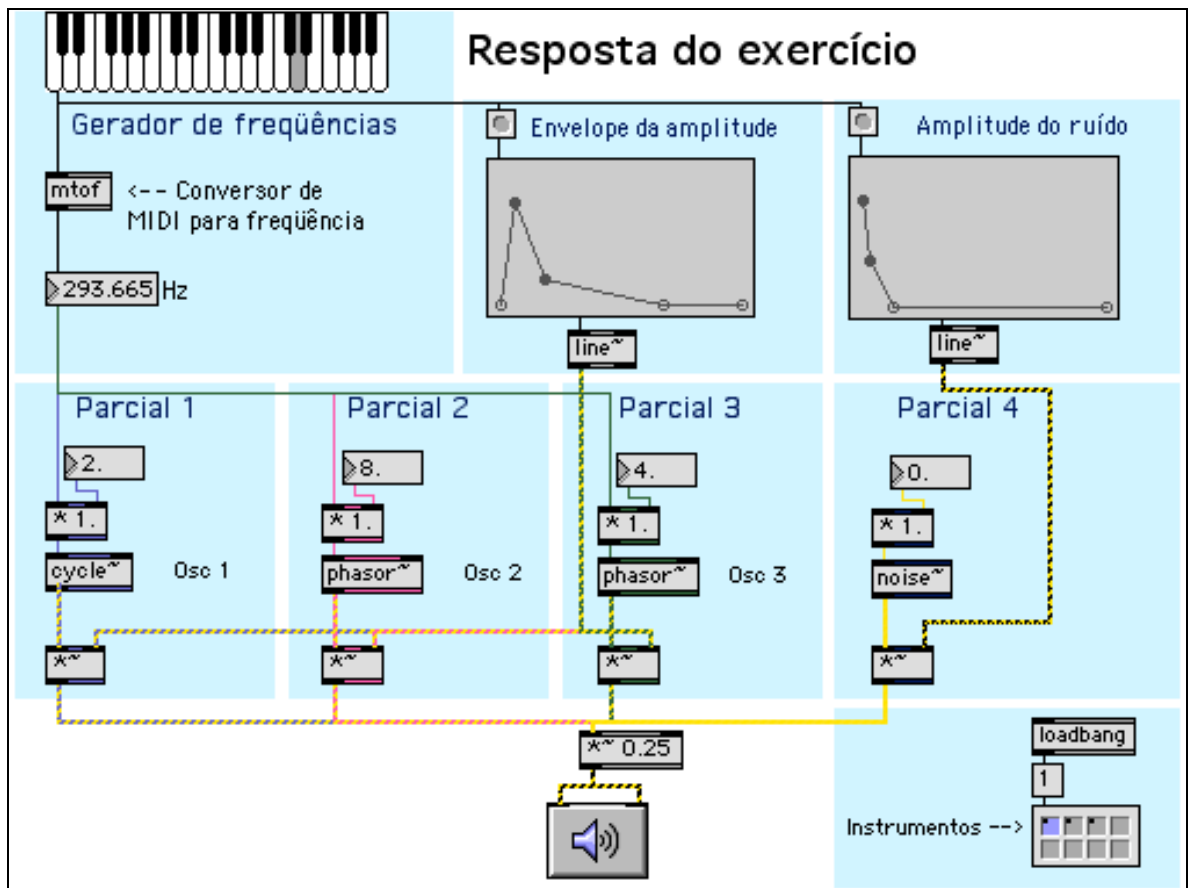 Resposta do exercício
Gerador de freqüências
Envelope da amplitude
Amplitude do ruído
mtof
<-- Conversor de
MIDI para freqüência
293.665 Hz
line~
line~
Parcial 1
Parcial 2
Parcial 3
Parcial 4
2.
8.
4.
0.
* 1.
* 1.
* 1.
* 1.
cycle~
Osc 1
phasor~
Osc 2
phasor~
Osc 3
noise~
*~
*~
*~
*~
*~ 0.25
loadbang
1
Instrumentos -->